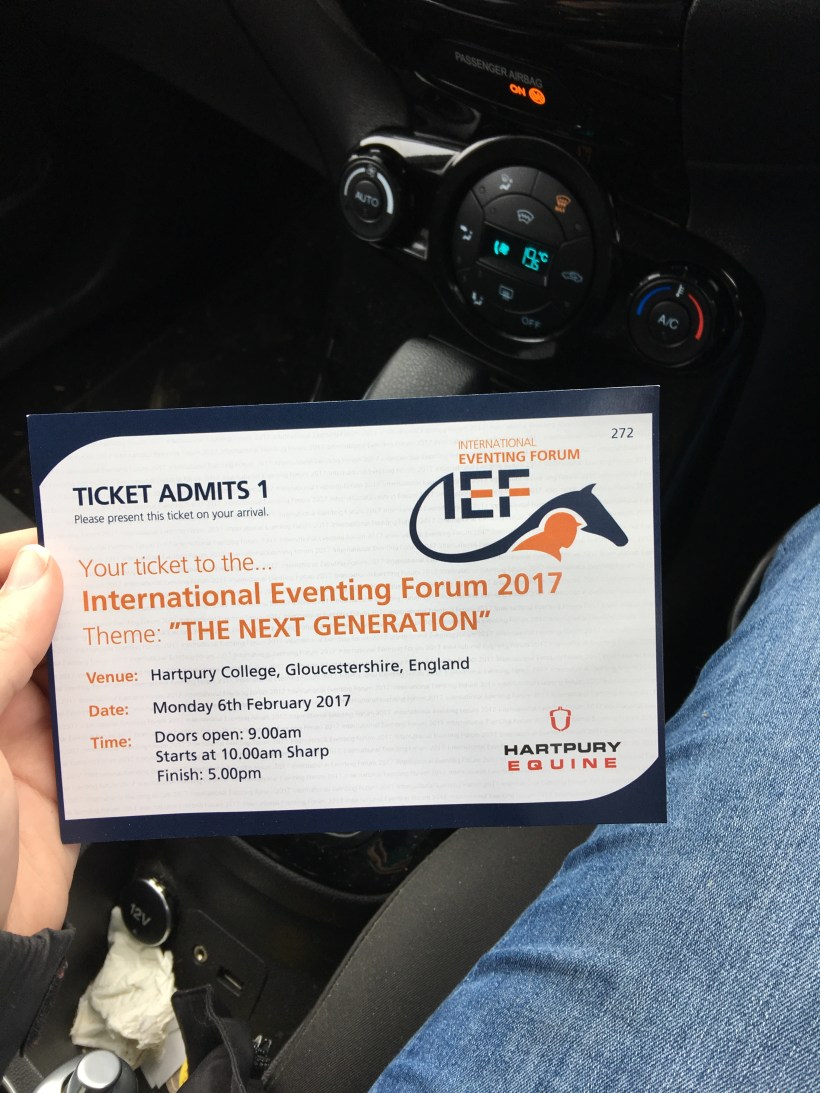 PASSENGER AIRBAG
ON
AUTO
19.5°C
OFF
A/C
272
INTERNATIONAL
EVENTING FORUM
IEF
TICKET ADMITS 1
Please present this ticket on your arrival.
Your ticket to the...
International Eventing Forum 2017
Theme: "THE NEXT GENERATION"
Venue: Hartpury College, Gloucestershire, England
Date: Monday 6th February 2017
Time: Doors open: 9.00am
Starts at 10.00am Sharp
Finish: 5.00pm
HARTPURY
EQUINE
12V